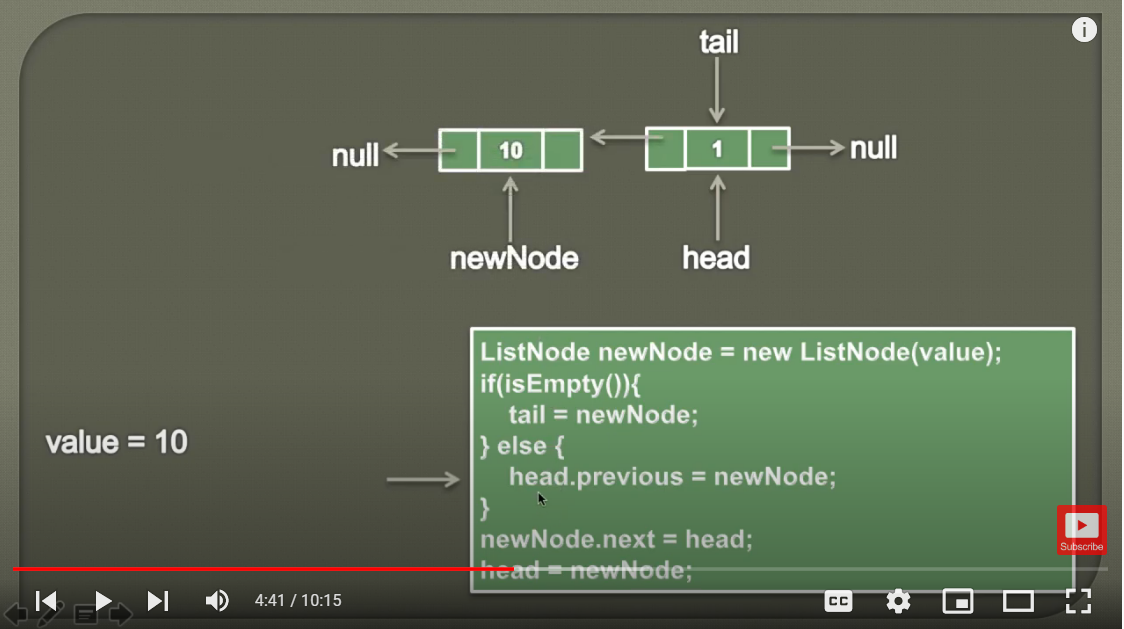 tail
null
10
1
null
newNode
head
value = 10
ListNode newNode = new ListNode(value);
if(isEmpty()){
tail = newNode;
} else {
head.previous = newNode;
}
newNode.next = head;
head = newNode;
Subscribe
4:41 / 10:15
CC